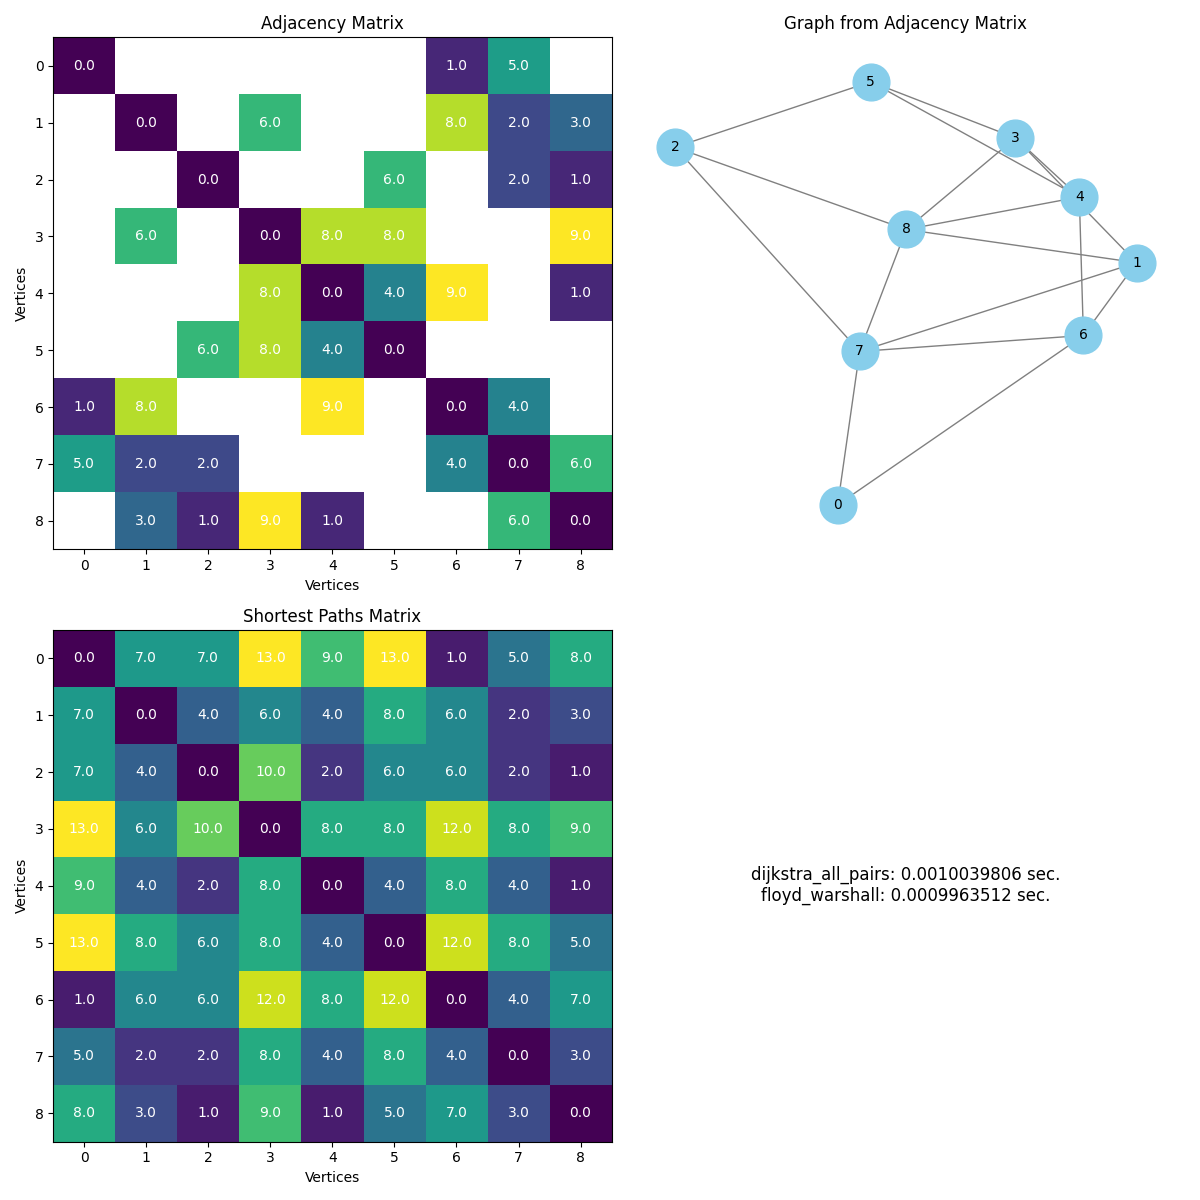 Adjacency Matrix
0 0.0 1.0 5.0
1 0.0 6.0 8.0 2.0 3.0
2 0.0 6.0 2.0 1.0
3 6.0 0.0 8.0 8.0 9.0
4 8.0 0.0 4.0 9.0 1.0
5 6.0 8.0 4.0 0.0
6 1.0 8.0 9.0 0.0 4.0
7 5.0 2.0 2.0 4.0 0.0 6.0
8 3.0 1.0 9.0 1.0 6.0 0.0
0 1 2 3 4 5 6 7 8
Vertices
Vertices
Graph from Adjacency Matrix
5
3
2
4
8
1
6
7
0
Shortest Paths Matrix
0 0.0 7.0 7.0 13.0 9.0 13.0 1.0 5.0 8.0
1 7.0 0.0 4.0 6.0 4.0 8.0 6.0 2.0 3.0
2 7.0 4.0 0.0 10.0 2.0 6.0 6.0 2.0 1.0
3 13.0 6.0 10.0 0.0 8.0 8.0 12.0 8.0 9.0
4 9.0 4.0 2.0 8.0 0.0 4.0 8.0 4.0 1.0
5 13.0 8.0 6.0 8.0 4.0 0.0 12.0 8.0 5.0
6 1.0 6.0 6.0 12.0 8.0 12.0 0.0 4.0 7.0
7 5.0 2.0 2.0 8.0 4.0 8.0 4.0 0.0 3.0
8 8.0 3.0 1.0 9.0 1.0 5.0 7.0 3.0 0.0
0 1 2 3 4 5 6 7 8
Vertices
Vertices
dijkstra_all_pairs: 0.0010039806 sec.
floyd_warshall: 0.0009963512 sec.